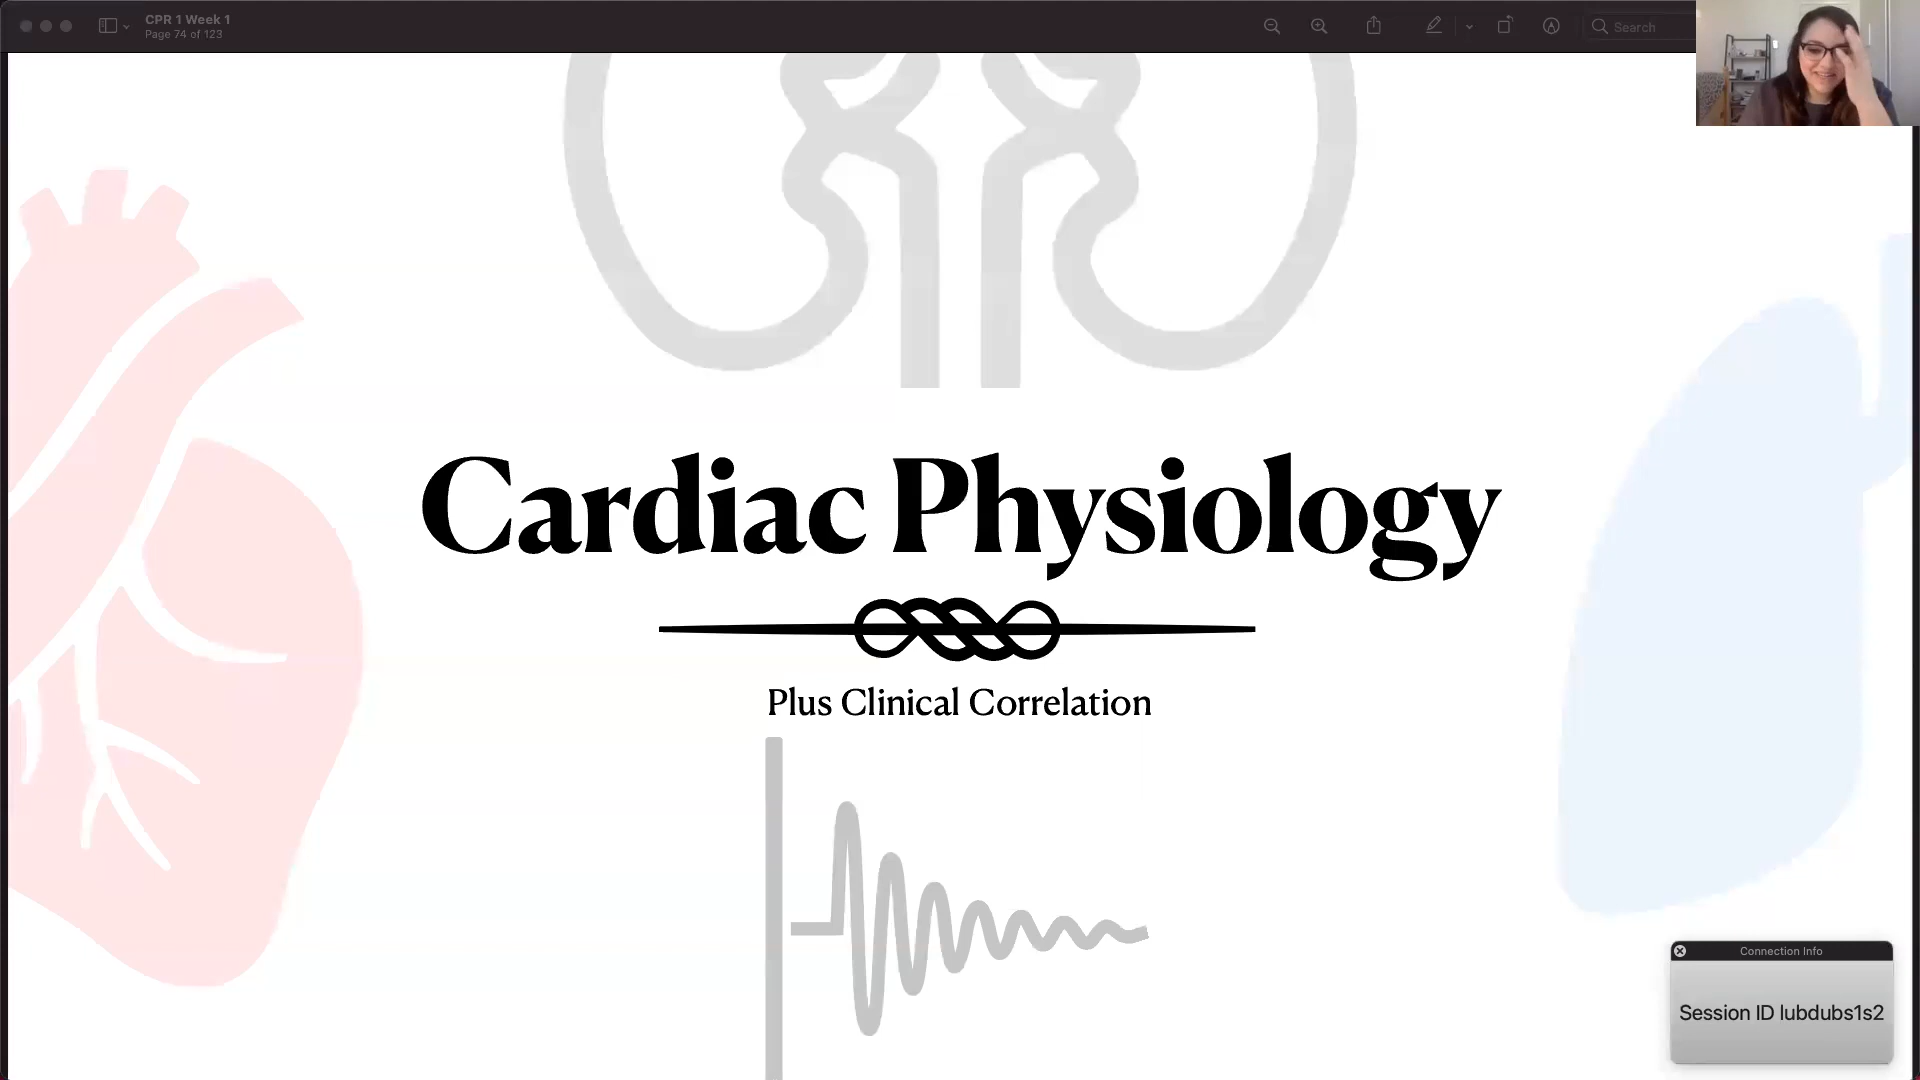 CPR 1 Week 1
Page 74 of 123
Search
Cardiac Physiology
Plus Clinical Correlation
Connection Info
Session ID lubdubs1s2